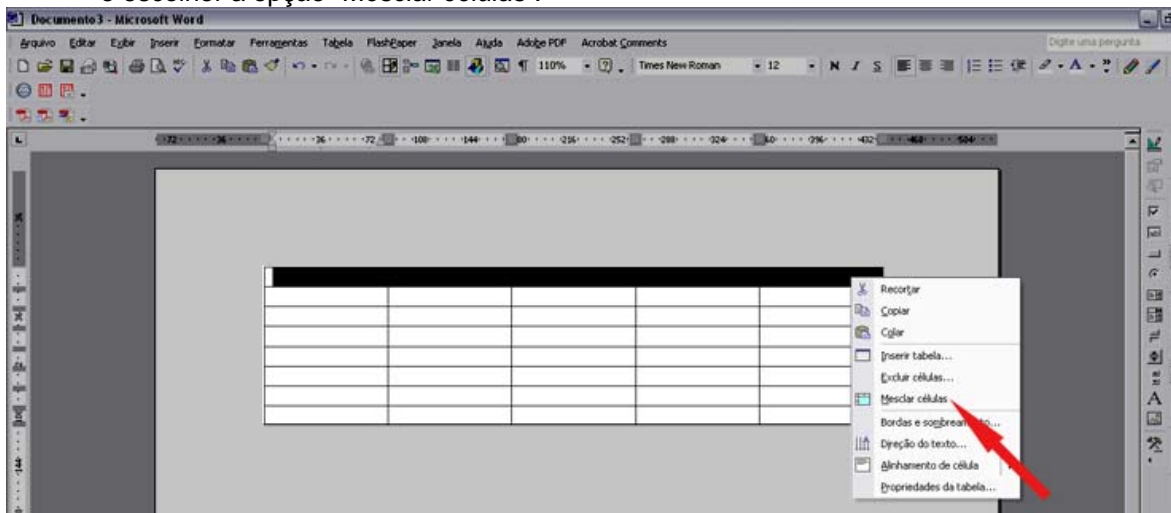 e escolher a opção "Mesclar células".
Documento3 - Microsoft Word
Arquivo Editar Exibir Inserir Formatar Ferramentas Tabela FlashPaper Janela Ajuda Adobe PDF Acrobat Comments Digite uma pergunta
110% Times New Roman 12 N I S
Recortar
Copiar
Colar
Inserir tabela...
Excluir células...
Mesclar células
Bordas e sombreamento...
Direção do texto...
Alinhamento de célula
Propriedades da tabela...